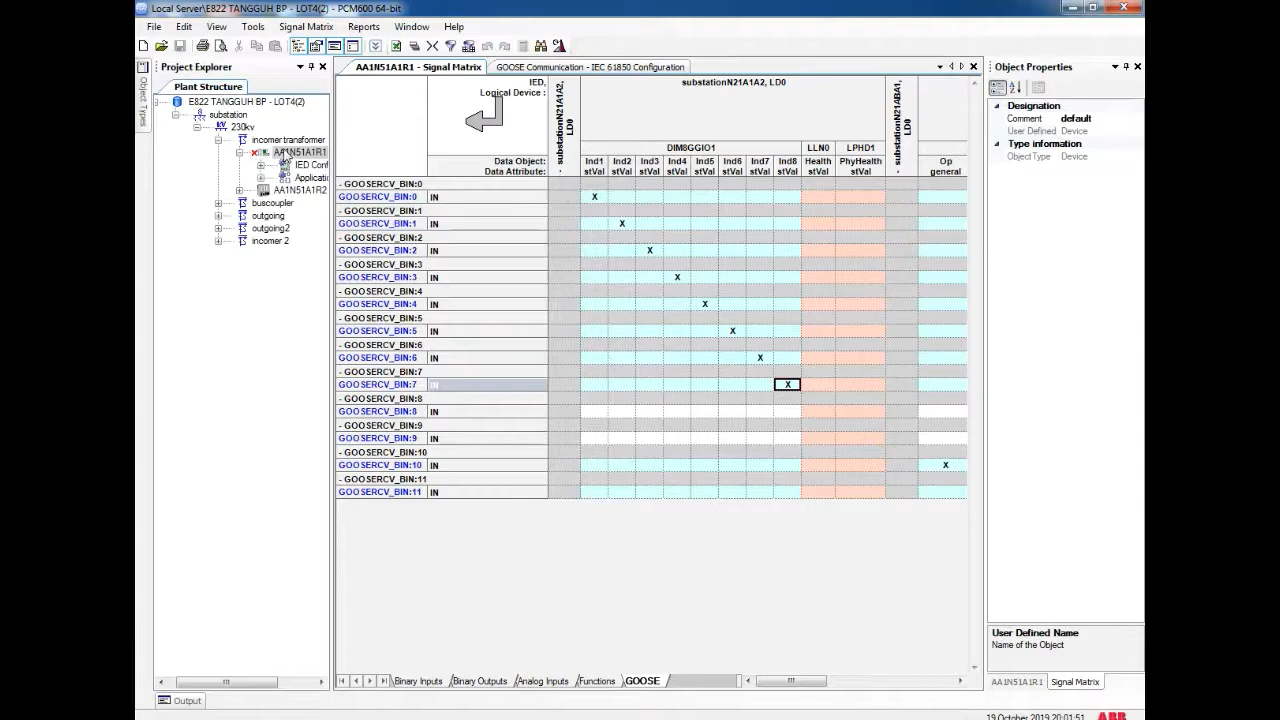 Local Server\E822 TANGGUH BP - LOT4(2) - PCM600 64-bit
File Edit View Tools Signal Matrix Reports Window Help
Project Explorer
Plant Structure
E822 TANGGUH BP - LOT4(2)
substation
230kv
incomer transformer
AA1N51A1R1
IED Conf
Applicati
AA1N51A1R2
buscoupler
outgoing
outgoing2
incomer 2
Object Types
AA1N51A1R1 - Signal Matrix
GOOSE Communication - IEC 61850 Configuration
IED,
Logical Device :
substationN21A1A2, LD0
substationN21A1A2, LD0
substationN21ABA1, LD0
DIM8GGIO1 LLN0 LPHD1
Data Object: Ind1 Ind2 Ind3 Ind4 Ind5 Ind6 Ind7 Ind8 Health PhyHealth Op
Data Attribute: stVal stVal stVal stVal stVal stVal stVal stVal stVal stVal general
- GOOSERCV_BIN:0
GOOSERCV_BIN:0 IN X
- GOOSERCV_BIN:1
GOOSERCV_BIN:1 IN X
- GOOSERCV_BIN:2
GOOSERCV_BIN:2 IN X
- GOOSERCV_BIN:3
GOOSERCV_BIN:3 IN X
- GOOSERCV_BIN:4
GOOSERCV_BIN:4 IN X
- GOOSERCV_BIN:5
GOOSERCV_BIN:5 IN X
- GOOSERCV_BIN:6
GOOSERCV_BIN:6 IN X
- GOOSERCV_BIN:7
GOOSERCV_BIN:7 IN X
- GOOSERCV_BIN:8
GOOSERCV_BIN:8 IN
- GOOSERCV_BIN:9
GOOSERCV_BIN:9 IN
- GOOSERCV_BIN:10
GOOSERCV_BIN:10 IN X
- GOOSERCV_BIN:11
GOOSERCV_BIN:11 IN
Binary Inputs Binary Outputs Analog Inputs Functions GOOSE
Object Properties
Designation
Comment default
User Defined Device
Type information
Object Type Device
User Defined Name
Name of the Object
AA1N51A1R1 Signal Matrix
Output
19 October 2019 20:01:51
ABB